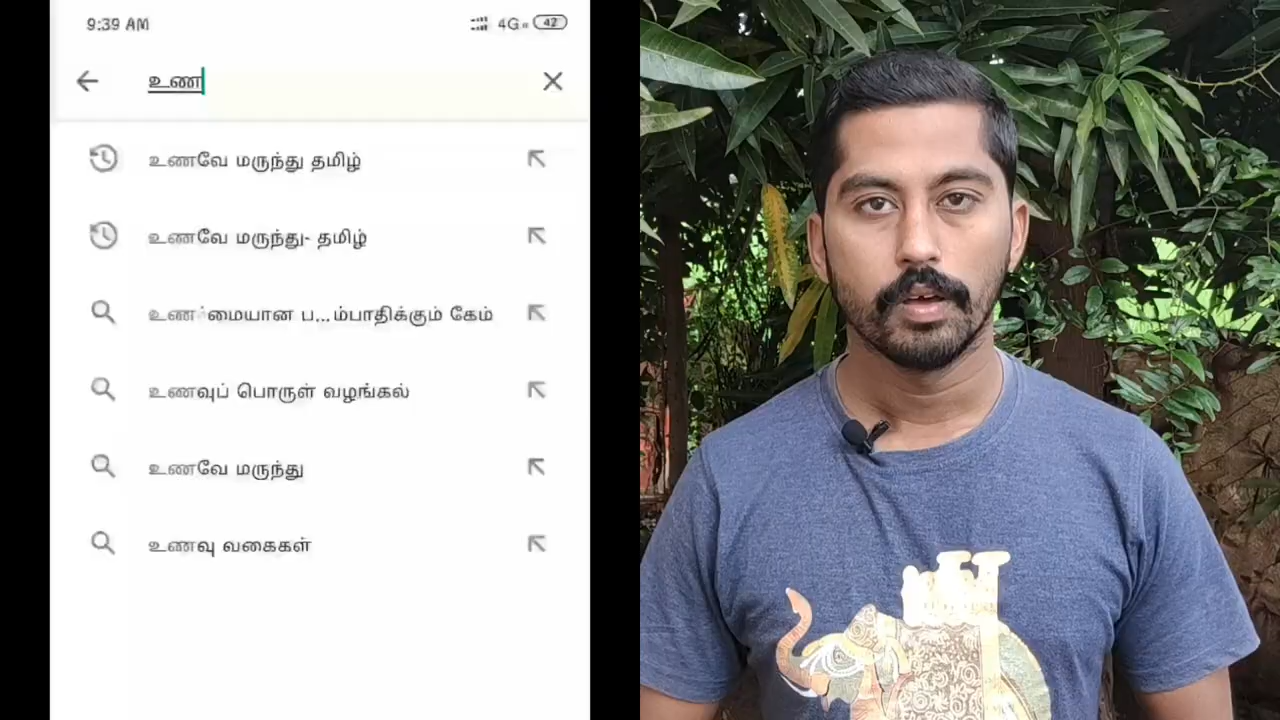 9:39 AM
4G
42
உண
உணவே மருந்து தமிழ்
உணவே மருந்து- தமிழ்
உண்மையான ப...ம்பாதிக்கும் கேம்
உணவுப் பொருள் வழங்கல்
உணவே மருந்து
உணவு வகைகள்